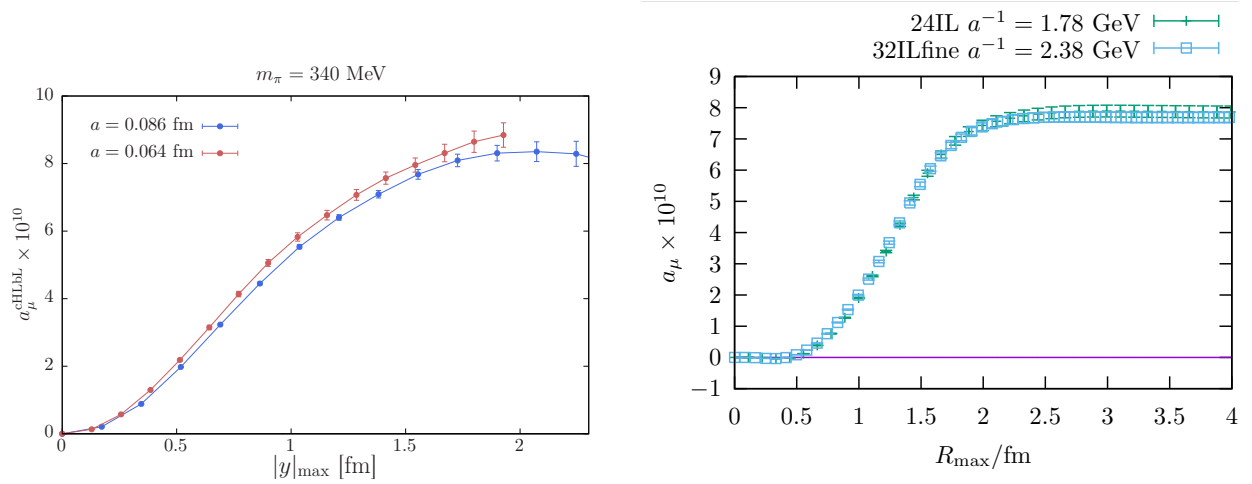 m_π = 340 MeV
a = 0.086 fm
a = 0.064 fm
a_μ^cHLbL × 10^10
10
8
6
4
2
0
0 0.5 1 1.5 2
|y|_max [fm]
24IL a^−1 = 1.78 GeV
32ILfine a^−1 = 2.38 GeV
a_μ × 10^10
9
8
7
6
5
4
3
2
1
0
−1
0 0.5 1 1.5 2 2.5 3 3.5 4
R_max/fm